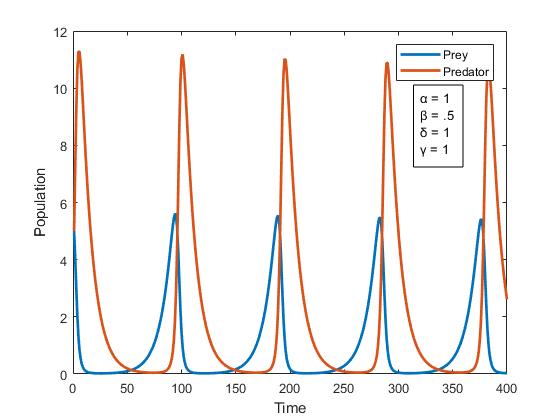 12
10
8
6
4
2
0
Population
Prey
Predator
α = 1
β = .5
δ = 1
γ = 1
0 50 100 150 200 250 300 350 400
Time